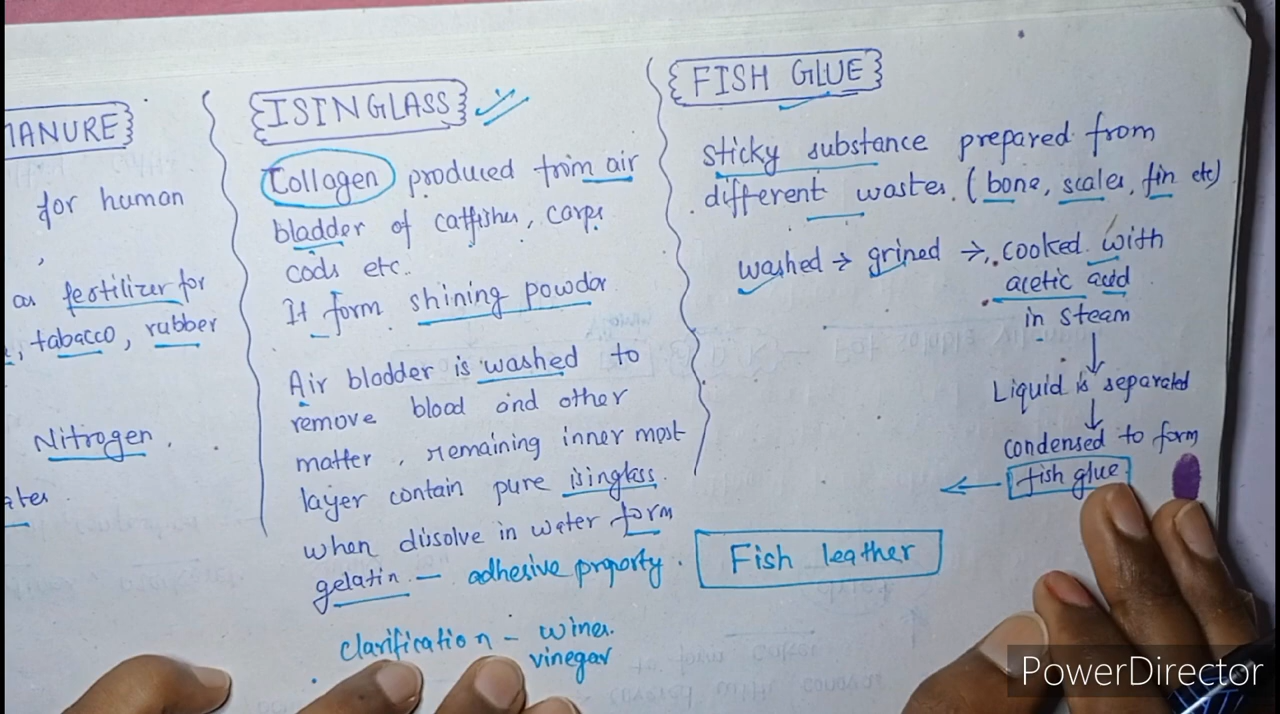 MANURE
for human
,
as fertilizer for
, tabacco, rubber
Nitrogen.
ISINGLASS
Collagen produced from air
bladder of catfishes, carps
cods etc.
It form shining powdar
Air bladder is washed to
remove blood and other
matter, remaining inner most
layer contain pure isinglass.
when dissolve in water form
gelatin. — adhesive property.
clarification - wines.
vinegar
FISH GLUE
sticky substance prepared from
different wastes. (bone, scales, fin etc)
washed → grined →, cooked with
acetic acid
in steam
↓
Liquid is separated
↓
condensed to form
← fish glue
Fish leather
PowerDirector